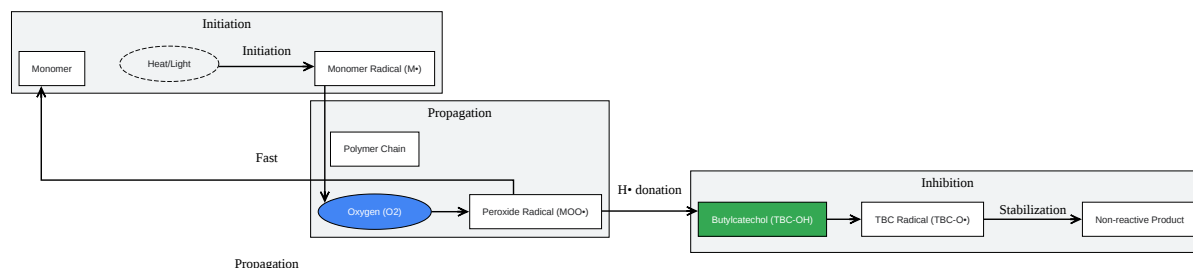 Initiation
Monomer
Heat/Light
Initiation
Monomer Radical (M•)
Propagation
Polymer Chain
Fast
Oxygen (O2)
Peroxide Radical (MOO•)
H• donation
Inhibition
Butylcatechol (TBC-OH)
TBC Radical (TBC-O•)
Stabilization
Non-reactive Product
Propagation